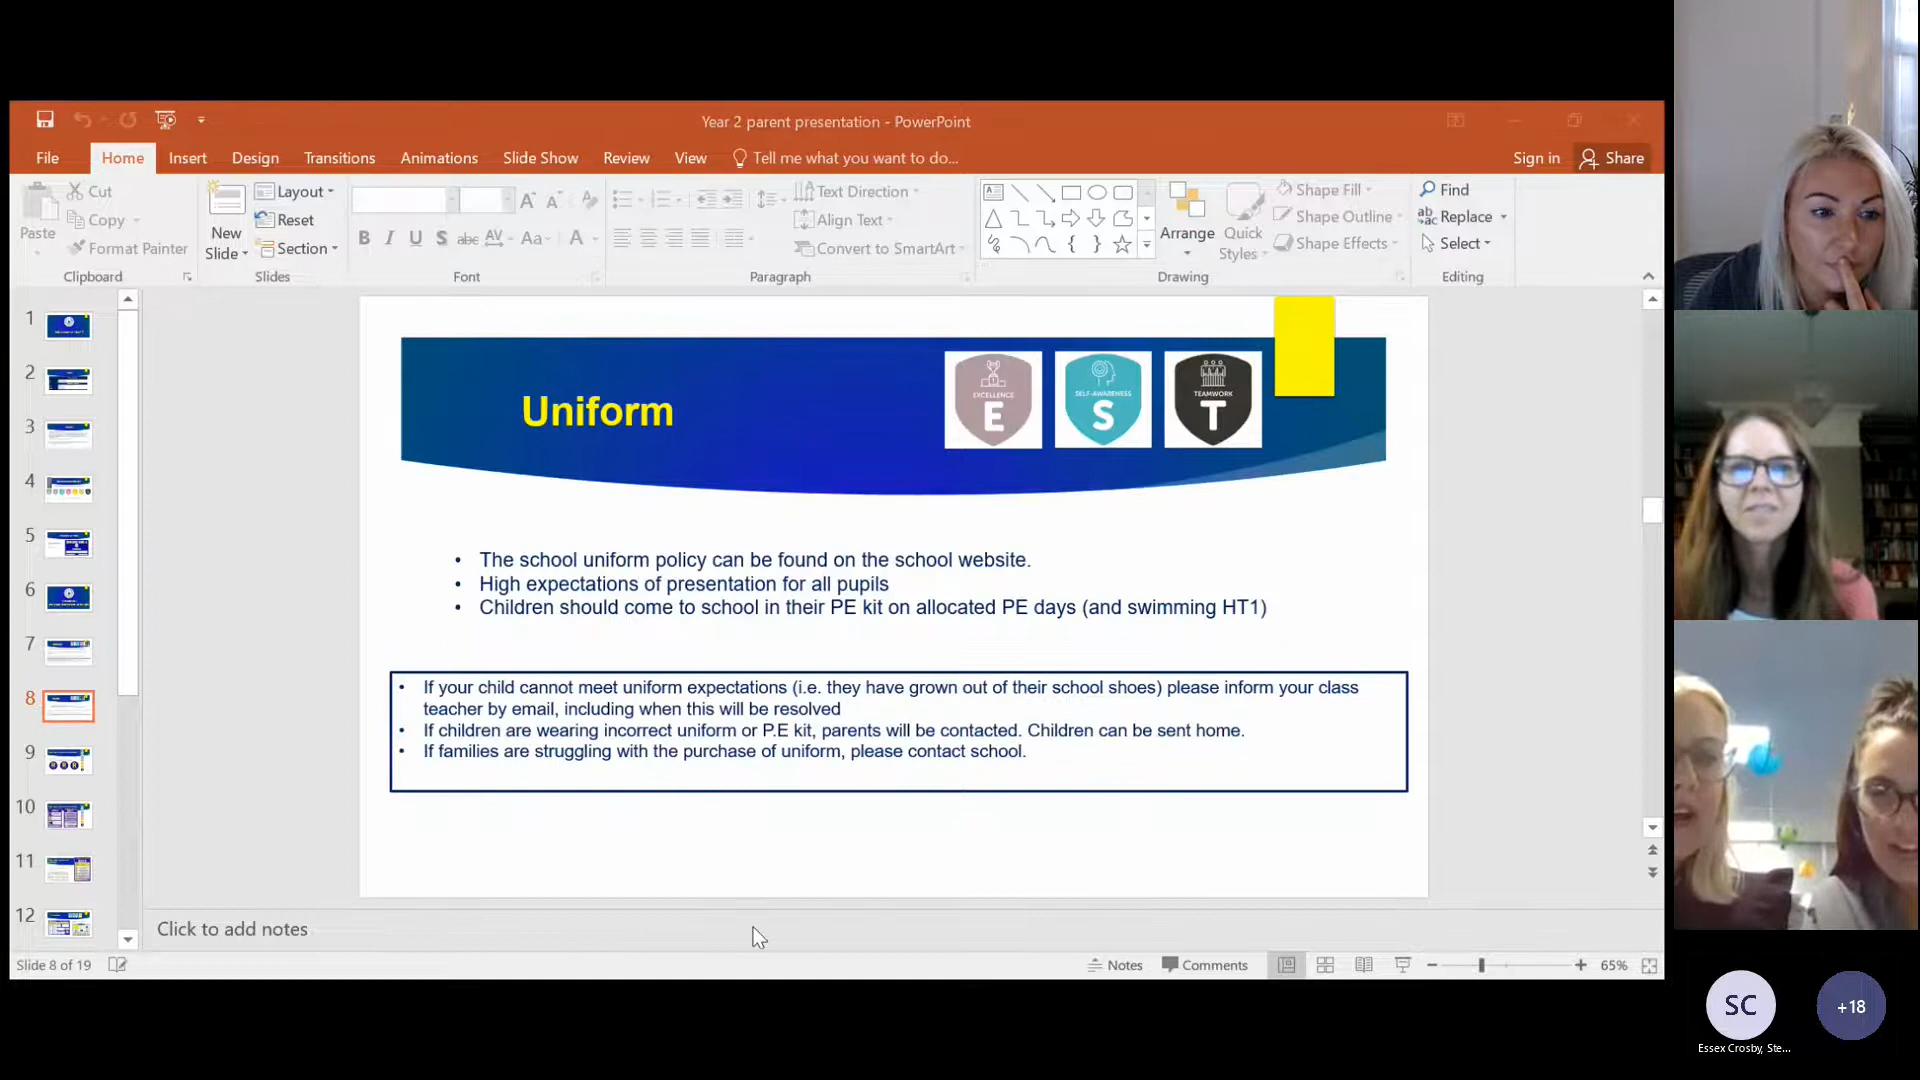 Year 2 parent presentation - PowerPoint
File Home Insert Design Transitions Animations Slide Show Review View Tell me what you want to do... Sign in Share
Paste
Cut
Copy
Format Painter
Clipboard
New
Slide
Layout
Reset
Section
Slides
B I U S abc AV Aa A
Font
Text Direction
Align Text
Convert to SmartArt
Paragraph
Arrange
Quick
Styles
Shape Fill
Shape Outline
Shape Effects
Drawing
Find
Replace
Select
Editing
1
2
3
4
5
6
7
8
9
10
11
12
Uniform
EXCELLENCE
E
SELF-AWARENESS
S
TEAMWORK
T
• The school uniform policy can be found on the school website.
• High expectations of presentation for all pupils
• Children should come to school in their PE kit on allocated PE days (and swimming HT1)
• If your child cannot meet uniform expectations (i.e. they have grown out of their school shoes) please inform your class
teacher by email, including when this will be resolved
• If children are wearing incorrect uniform or P.E kit, parents will be contacted. Children can be sent home.
• If families are struggling with the purchase of uniform, please contact school.
Click to add notes
Slide 8 of 19
Notes Comments 65%
SC
Essex Crosby, Ste...
+18